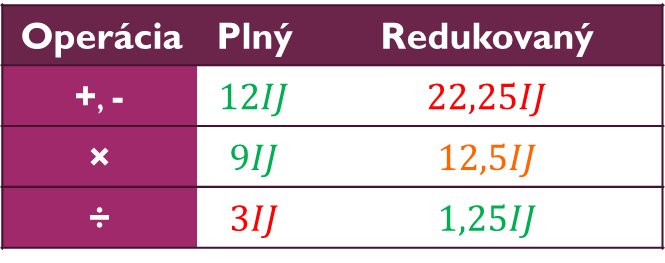 Operácia Plný Redukovaný
+, - 12IJ 22,25IJ
× 9IJ 12,5IJ
÷ 3IJ 1,25IJ